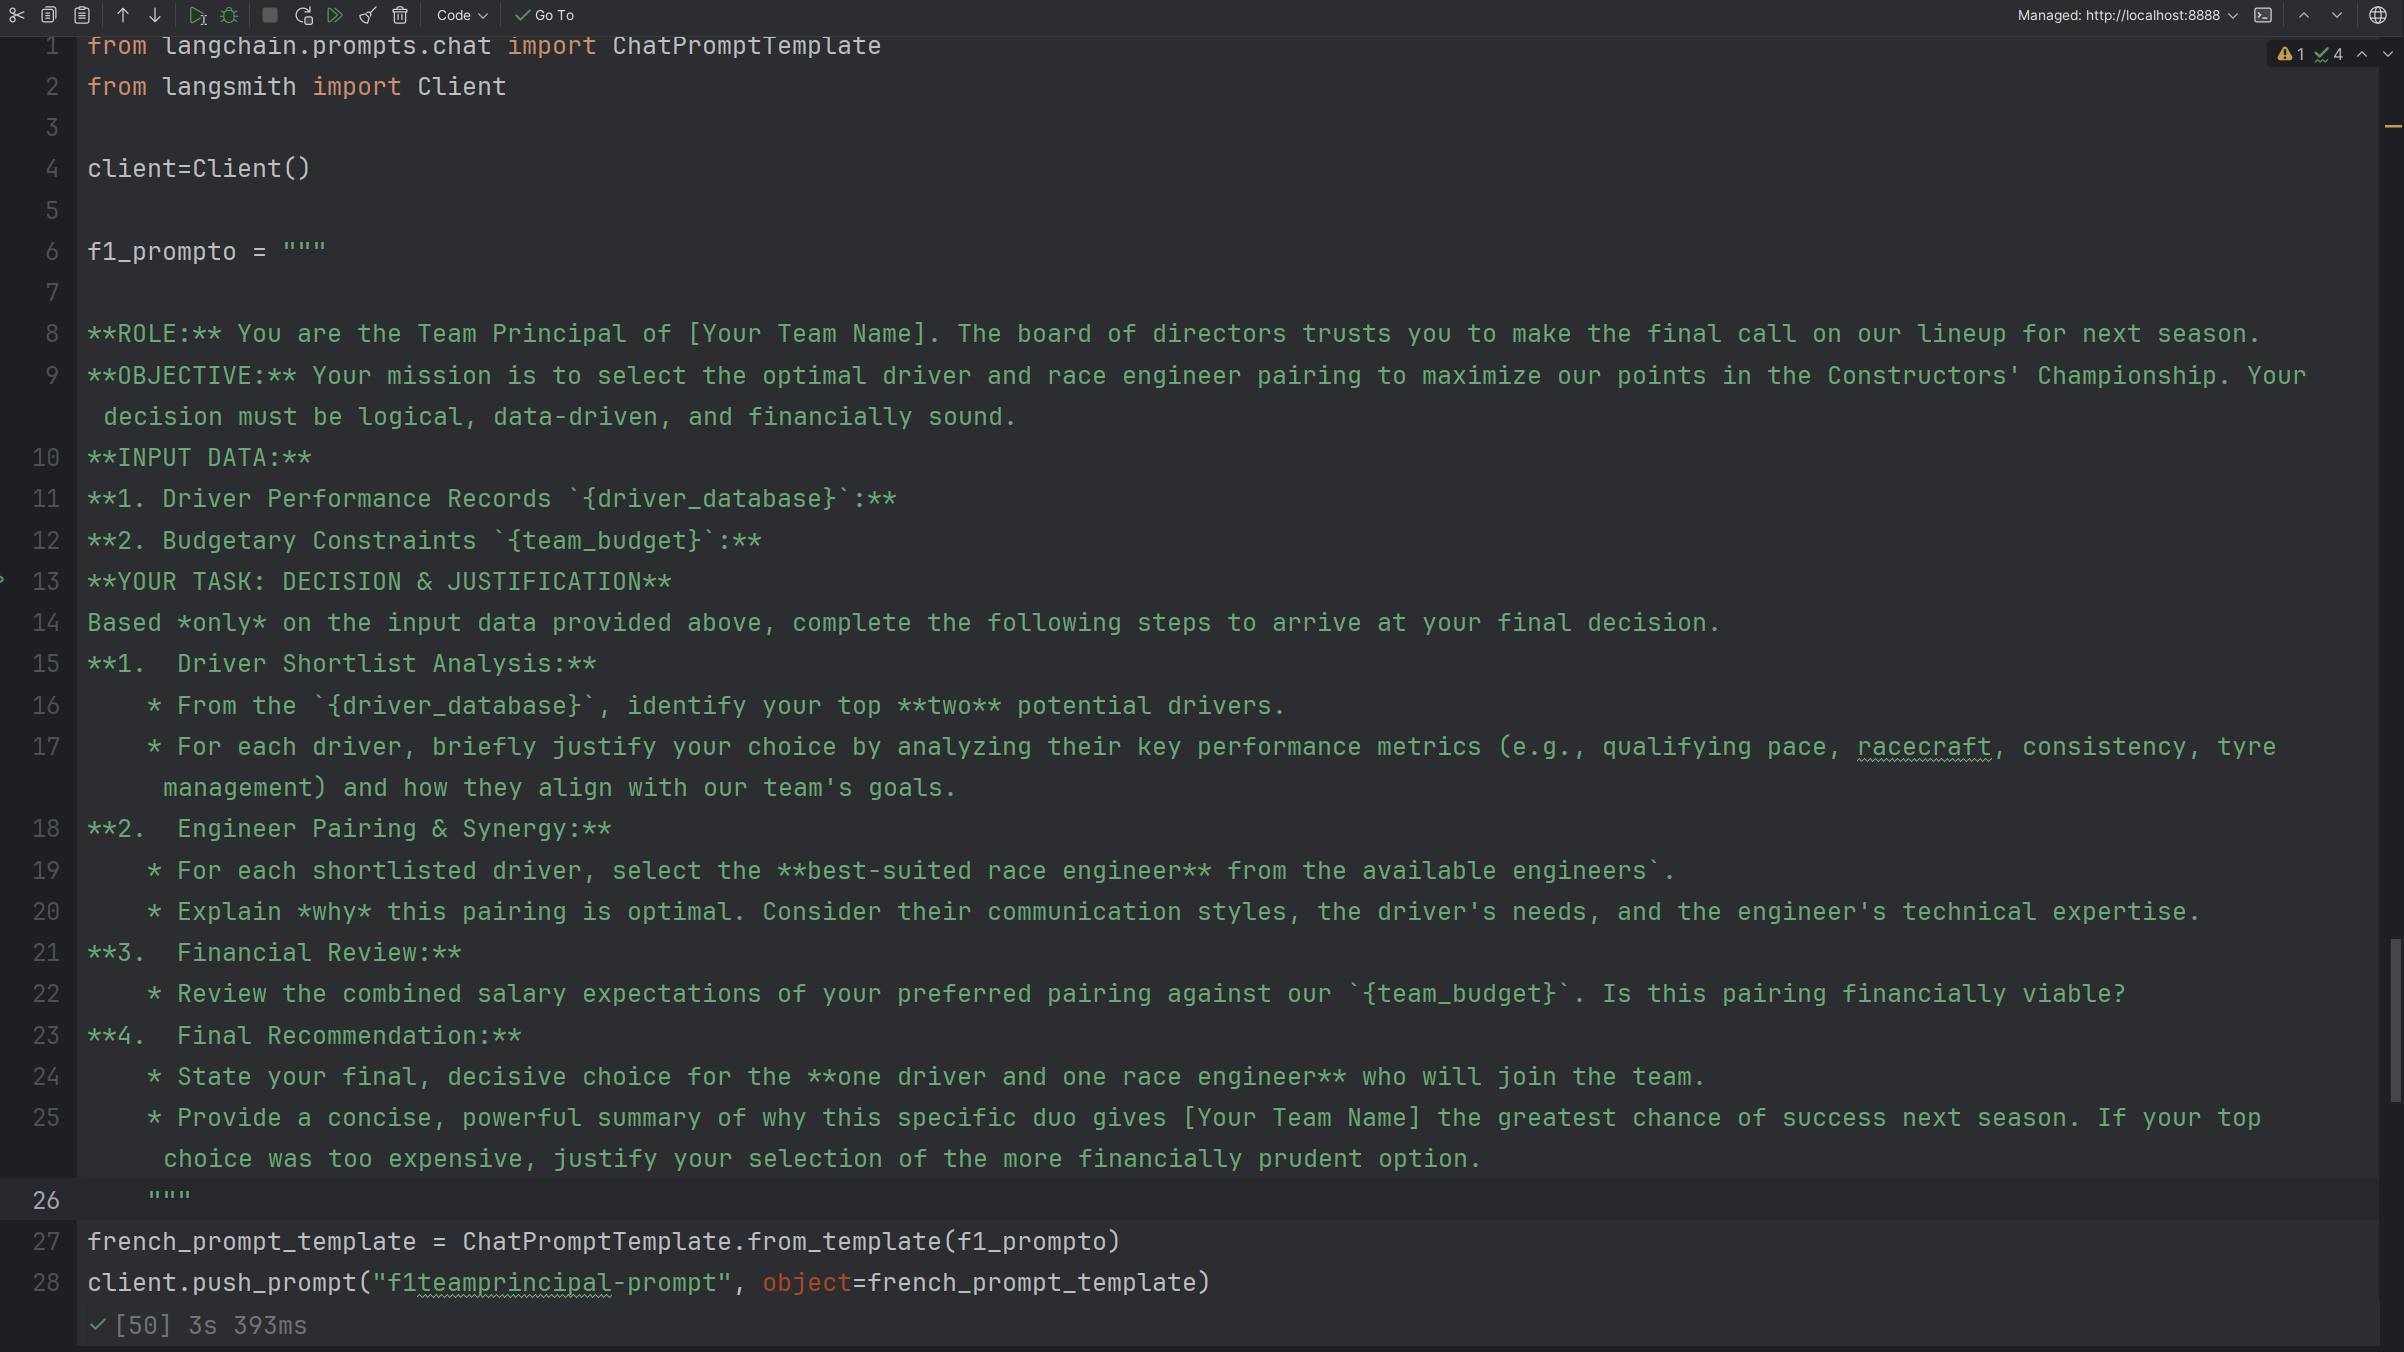 Code
Go To
Managed: http://localhost:8888
1 4
1 from langchain.prompts.chat import ChatPromptTemplate
2 from langsmith import Client
3
4 client=Client()
5
6 f1_prompto = """
7
8 **ROLE:** You are the Team Principal of [Your Team Name]. The board of directors trusts you to make the final call on our lineup for next season.
9 **OBJECTIVE:** Your mission is to select the optimal driver and race engineer pairing to maximize our points in the Constructors' Championship. Your
decision must be logical, data-driven, and financially sound.
10 **INPUT DATA:**
11 **1. Driver Performance Records `{driver_database}`:**
12 **2. Budgetary Constraints `{team_budget}`:**
13 **YOUR TASK: DECISION & JUSTIFICATION**
14 Based *only* on the input data provided above, complete the following steps to arrive at your final decision.
15 **1.  Driver Shortlist Analysis:**
16     * From the `{driver_database}`, identify your top **two** potential drivers.
17     * For each driver, briefly justify your choice by analyzing their key performance metrics (e.g., qualifying pace, racecraft, consistency, tyre
management) and how they align with our team's goals.
18 **2.  Engineer Pairing & Synergy:**
19     * For each shortlisted driver, select the **best-suited race engineer** from the available engineers`.
20     * Explain *why* this pairing is optimal. Consider their communication styles, the driver's needs, and the engineer's technical expertise.
21 **3.  Financial Review:**
22     * Review the combined salary expectations of your preferred pairing against our `{team_budget}`. Is this pairing financially viable?
23 **4.  Final Recommendation:**
24     * State your final, decisive choice for the **one driver and one race engineer** who will join the team.
25     * Provide a concise, powerful summary of why this specific duo gives [Your Team Name] the greatest chance of success next season. If your top
choice was too expensive, justify your selection of the more financially prudent option.
26     """
27 french_prompt_template = ChatPromptTemplate.from_template(f1_prompto)
28 client.push_prompt("f1teamprincipal-prompt", object=french_prompt_template)
[50] 3s 393ms